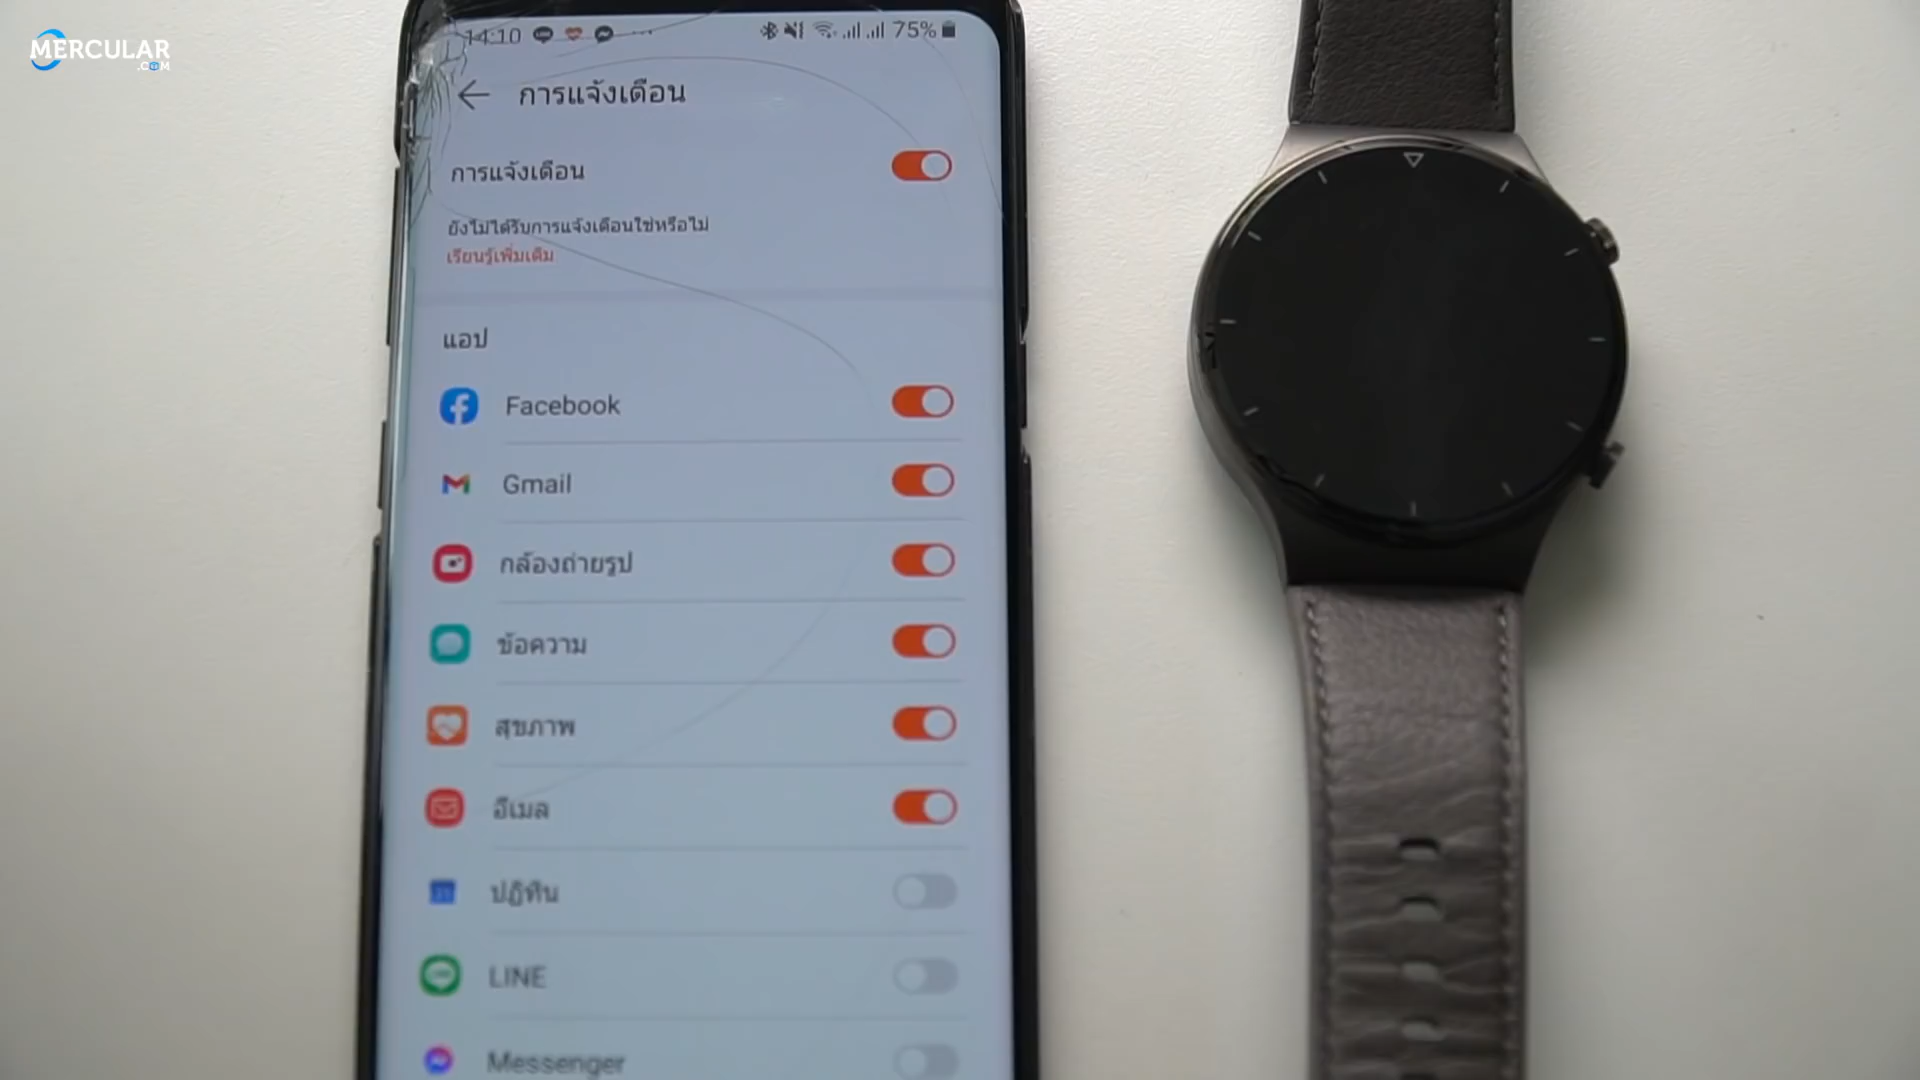 MERCULAR
.COM
14:10
75%
การแจ้งเตือน
การแจ้งเตือน
ยังไม่ได้รับการแจ้งเตือนใช่หรือไม่
เรียนรู้เพิ่มเติม
แอป
Facebook
Gmail
กล้องถ่ายรูป
ข้อความ
สุขภาพ
อีเมล
ปฏิทิน
LINE
Messenger